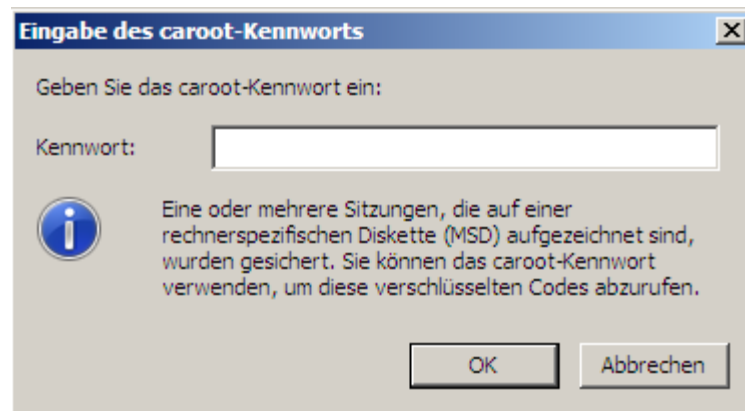 Eingabe des caroot-Kennworts
Geben Sie das caroot-Kennwort ein:
Kennwort:
Eine oder mehrere Sitzungen, die auf einer
rechnerspezifischen Diskette (MSD) aufgezeichnet sind,
wurden gesichert. Sie können das caroot-Kennwort
verwenden, um diese verschlüsselten Codes abzurufen.
OK
Abbrechen